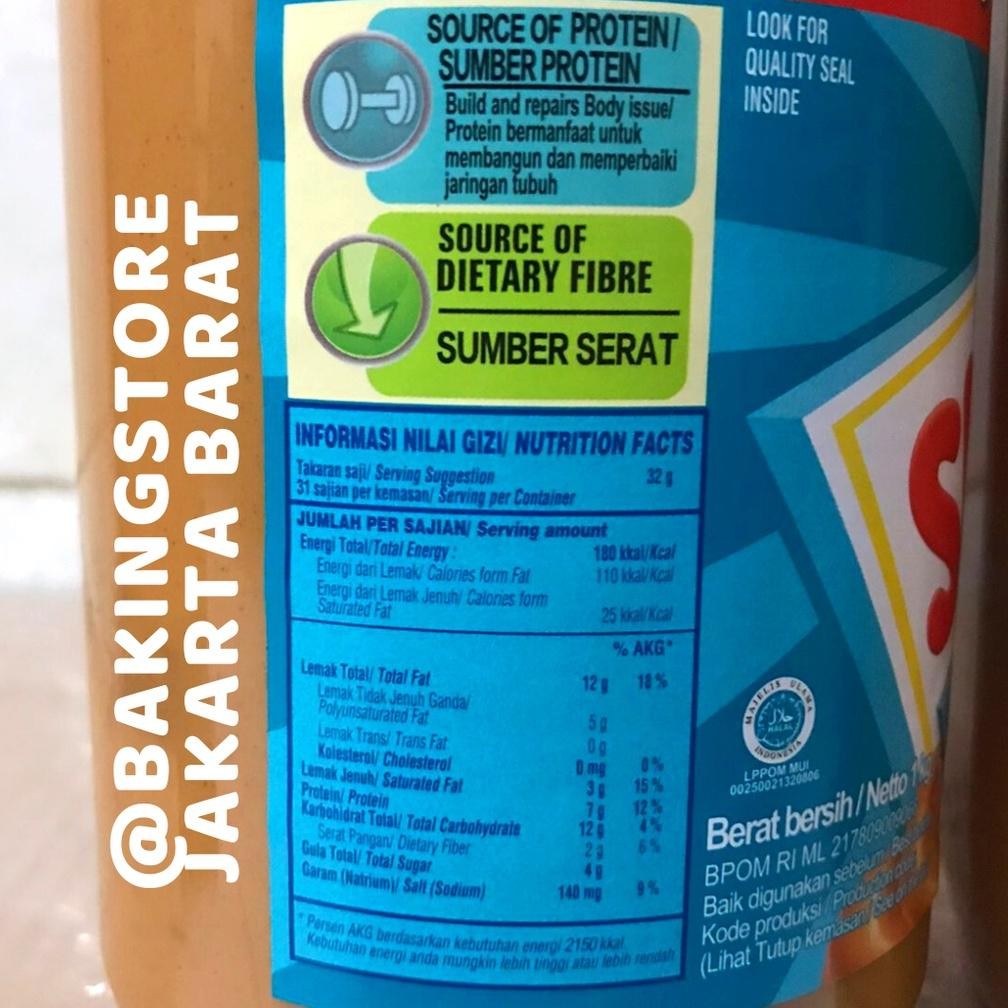 SOURCE OF PROTEIN/
SUMBER PROTEIN
Build and repairs Body issue/
Protein bermanfaat untuk
membangun dan memperbaiki
jaringan tubuh
SOURCE OF
DIETARY FIBRE
SUMBER SERAT
INFORMASI NILAI GIZI/ NUTRITION FACTS
Takaran saji/ Serving Suggestion 32 g
31 sajian per kemasan/ Serving per Container
JUMLAH PER SAJIAN/ Serving amount
Energi Total/Total Energy : 180 kkal/Kcal
Energi dari Lemak/ Calories form Fat 110 kkal/Kcal
Energi dari Lemak Jenuh/ Calories form
Saturated Fat 25 kkal/Kcal
% AKG*
Lemak Total/ Total Fat 12 g 18 %
Lemak Tidak Jenuh Ganda/
Polyunsaturated Fat 5 g
Lemak Trans/ Trans Fat 0 g
Kolesterol/ Cholesterol 0 mg 0 %
Lemak Jenuh/ Saturated Fat 3 g 15 %
Protein/ Protein 7 g 12 %
Karbohidrat Total/ Total Carbohydrate 12 g 4 %
Serat Pangan/ Dietary Fiber 2 g 6 %
Gula Total/ Total Sugar 4 g
Garam (Natrium)/ Salt (Sodium) 140 mg 9 %
* Persen AKG berdasarkan kebutuhan energi 2150 kkal.
Kebutuhan energi anda mungkin lebih tinggi atau lebih rendah
LOOK FOR
QUALITY SEAL
INSIDE
S
MAJELIS ULAMA
حلال
HALAL
INDONESIA
LPPOM MUI
00250021320806
Berat bersih / Netto 1
BPOM RI ML
Baik digunakan sebelum/
Kode produksi / Production code
(Lihat Tutup kemasan/ See on the
@BAKINGSTORE
JAKARTA BARAT